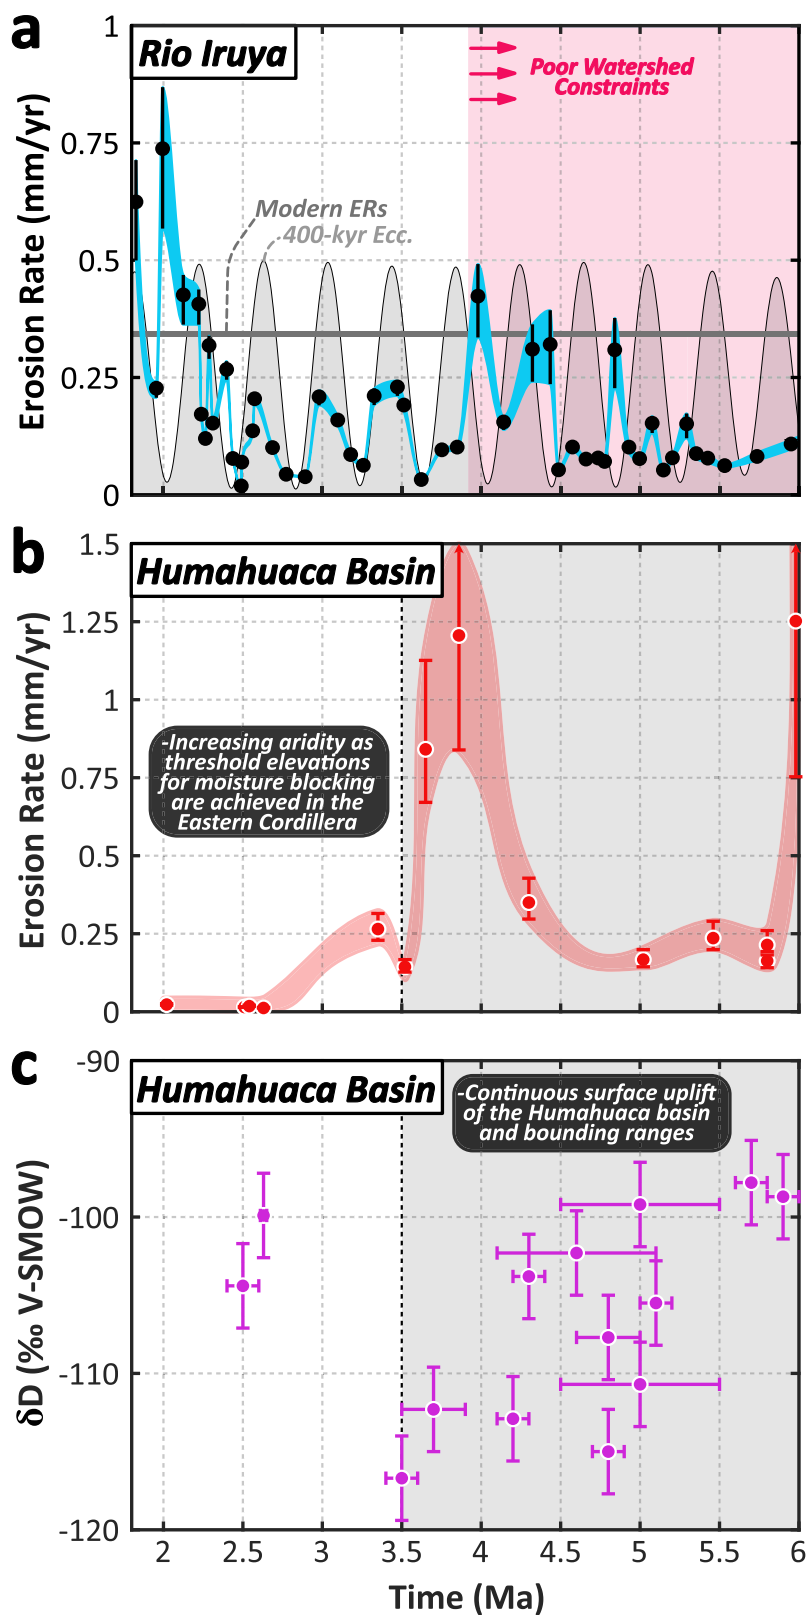 a
Rio Iruya
Poor Watershed
Constraints
Modern ERs
400-kyr Ecc.
Erosion Rate (mm/yr)
1
0.75
0.5
0.25
0
b
Humahuaca Basin
-Increasing aridity as
threshold elevations
for moisture blocking
are achieved in the
Eastern Cordillera
Erosion Rate (mm/yr)
1.5
1.25
1
0.75
0.5
0.25
0
c
Humahuaca Basin
-Continuous surface uplift
of the Humahuaca basin
and bounding ranges
δD (‰ V-SMOW)
-90
-100
-110
-120
2 2.5 3 3.5 4 4.5 5 5.5 6
Time (Ma)